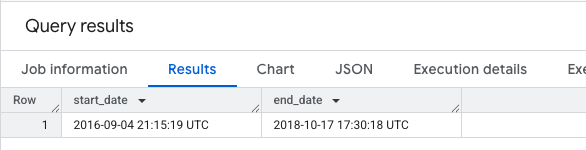 Query results
Job information Results Chart JSON Execution details Exe
Row start_date end_date
1 2016-09-04 21:15:19 UTC 2018-10-17 17:30:18 UTC